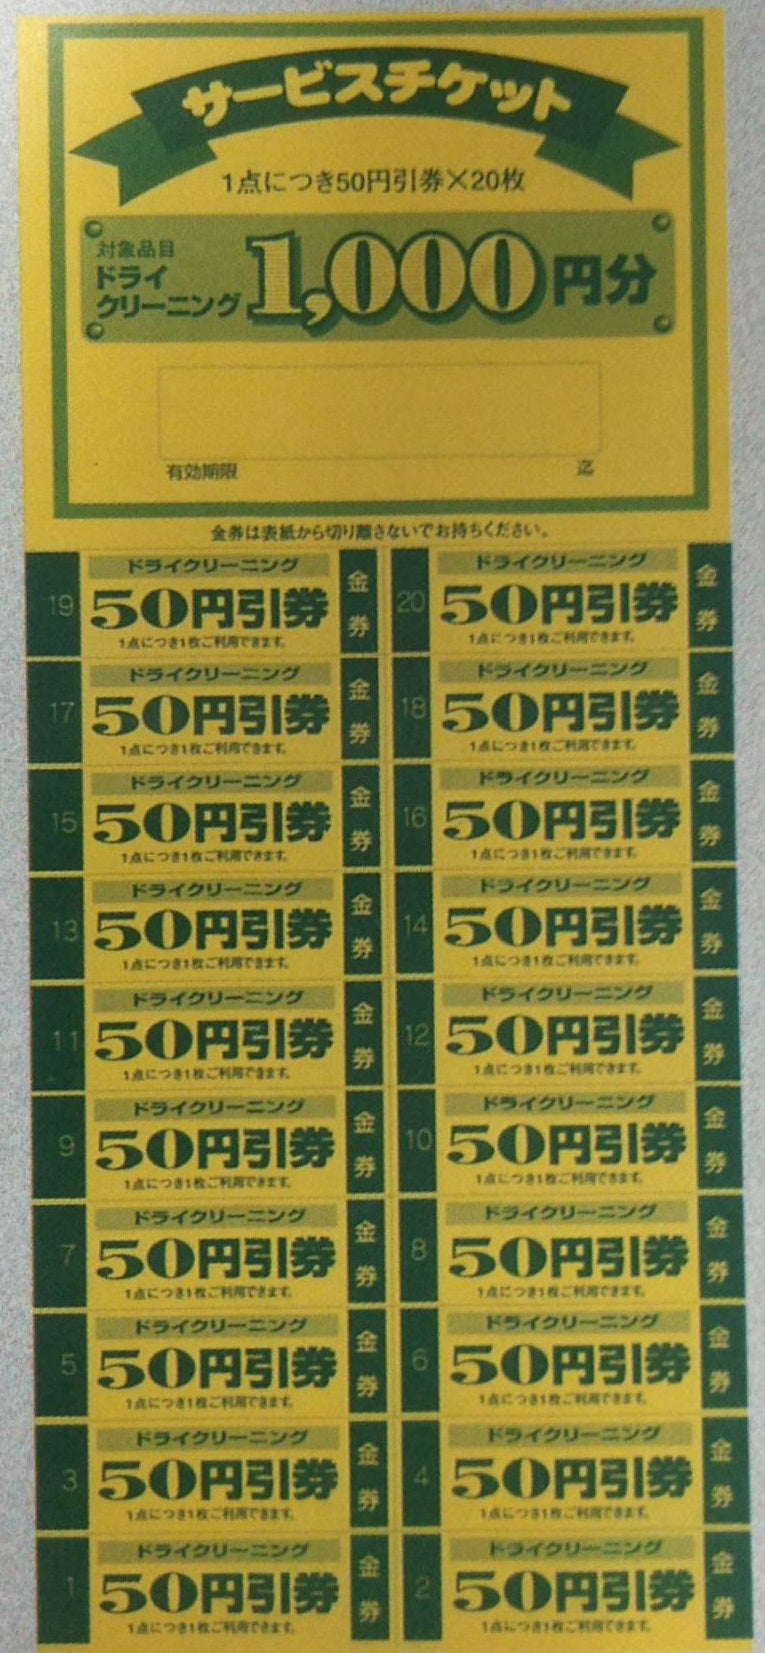 サービスチケット
1点につき50円引券×20枚
対象品目
ドライ
クリーニング
1,000円分
有効期限 迄
金券は表紙から切り離さないでお持ちください。
19
ドライクリーニング
50円引券
1点につき1枚ご利用できます。
金券
20
ドライクリーニング
50円引券
1点につき1枚ご利用できます。
金券
17
ドライクリーニング
50円引券
1点につき1枚ご利用できます。
金券
18
ドライクリーニング
50円引券
1点につき1枚ご利用できます。
金券
15
ドライクリーニング
50円引券
1点につき1枚ご利用できます。
金券
16
ドライクリーニング
50円引券
1点につき1枚ご利用できます。
金券
13
ドライクリーニング
50円引券
1点につき1枚ご利用できます。
金券
14
ドライクリーニング
50円引券
1点につき1枚ご利用できます。
金券
11
ドライクリーニング
50円引券
1点につき1枚ご利用できます。
金券
12
ドライクリーニング
50円引券
1点につき1枚ご利用できます。
金券
9
ドライクリーニング
50円引券
1点につき1枚ご利用できます。
金券
10
ドライクリーニング
50円引券
1点につき1枚ご利用できます。
金券
7
ドライクリーニング
50円引券
1点につき1枚ご利用できます。
金券
8
ドライクリーニング
50円引券
1点につき1枚ご利用できます。
金券
5
ドライクリーニング
50円引券
1点につき1枚ご利用できます。
金券
6
ドライクリーニング
50円引券
1点につき1枚ご利用できます。
金券
3
ドライクリーニング
50円引券
1点につき1枚ご利用できます。
金券
4
ドライクリーニング
50円引券
1点につき1枚ご利用できます。
金券
1
ドライクリーニング
50円引券
1点につき1枚ご利用できます。
金券
2
ドライクリーニング
50円引券
1点につき1枚ご利用できます。
金券